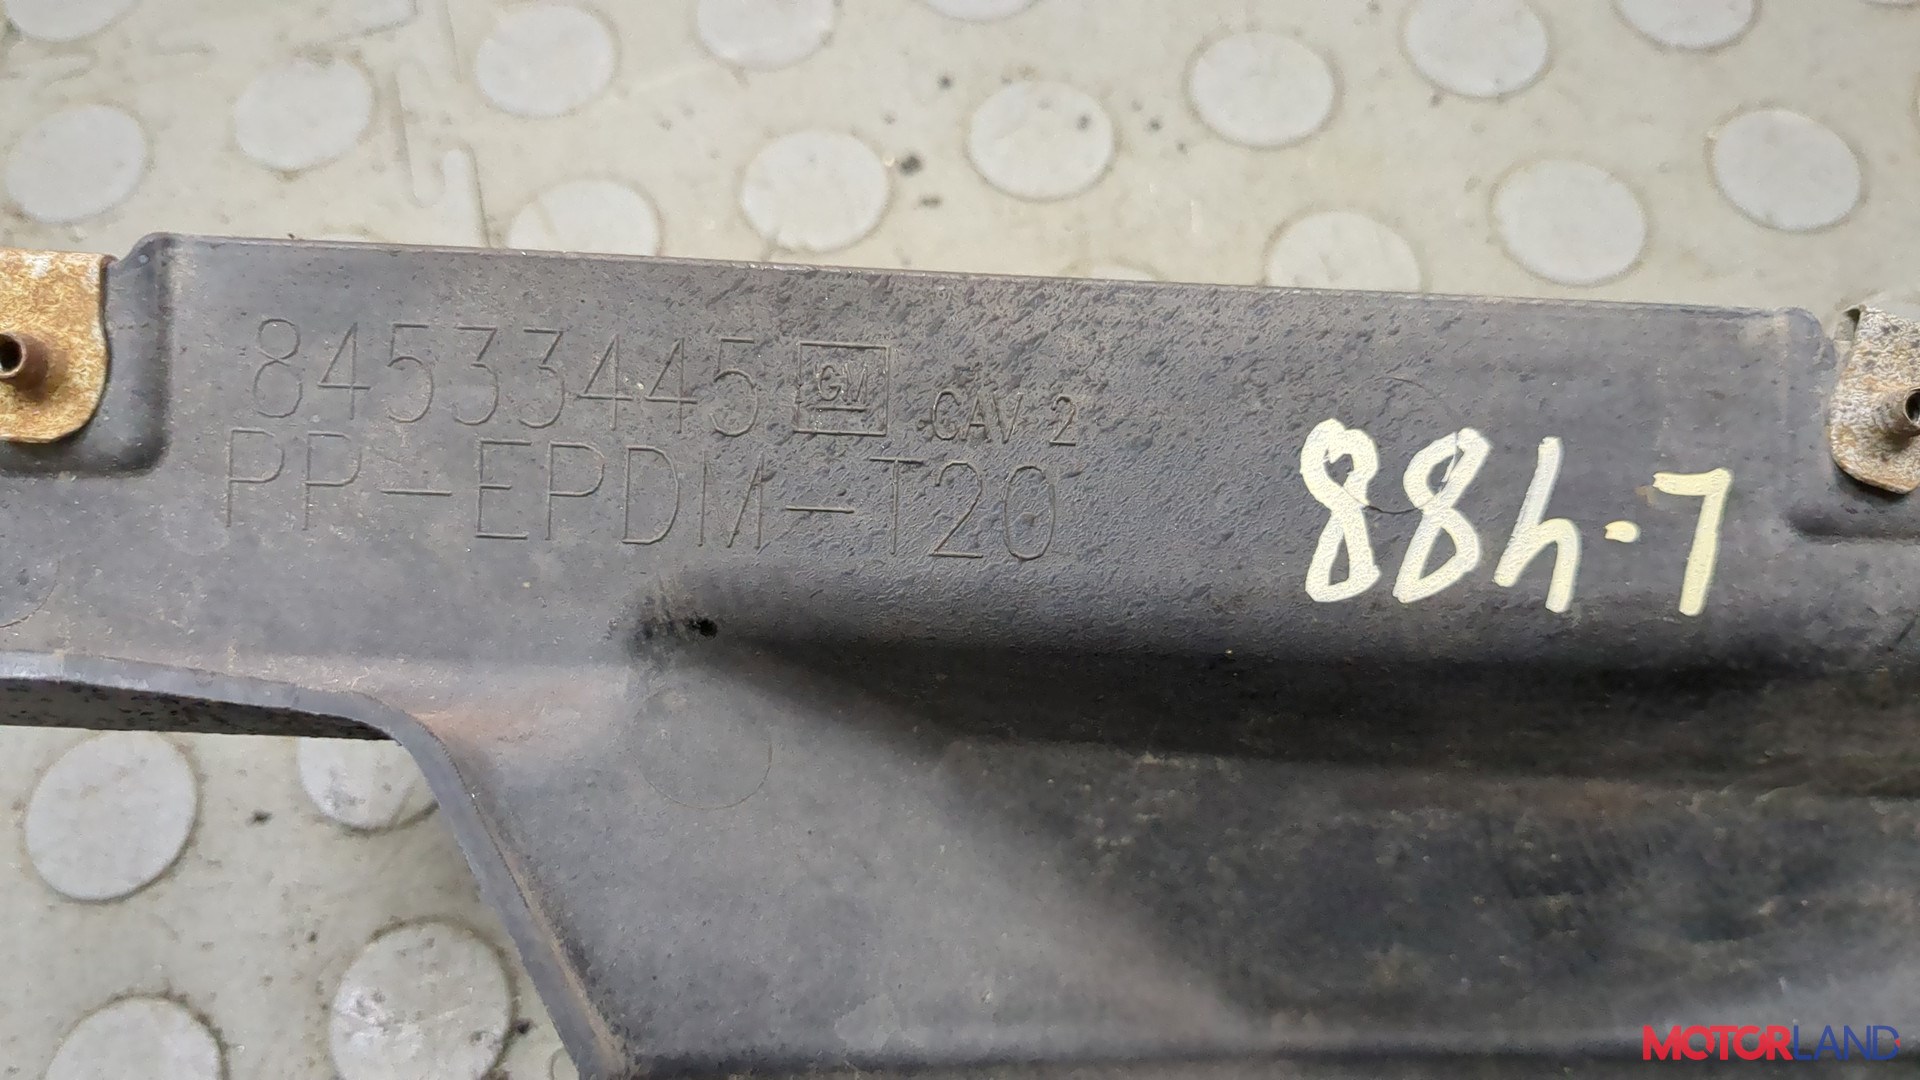 84533445 GM CAV 2
PP-EPDM-T20
884-7
MOTORLAND